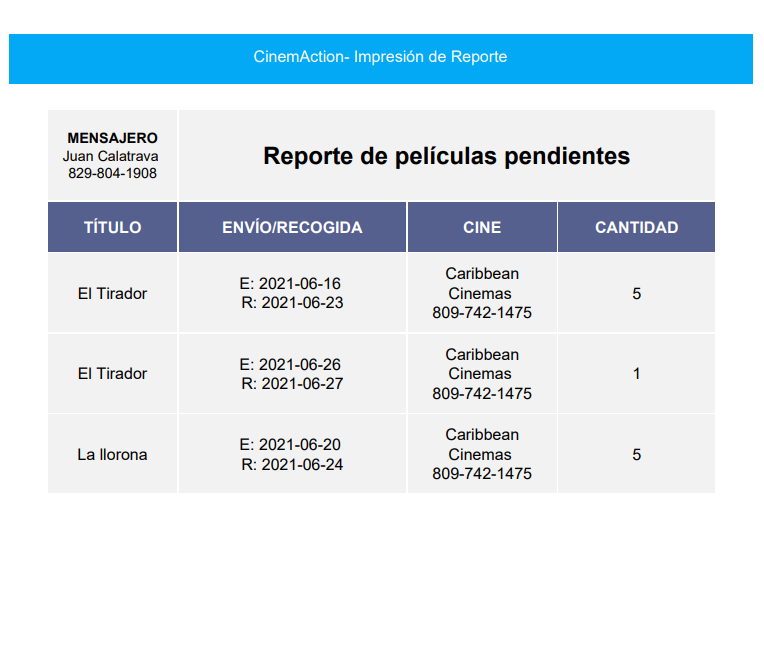 CinemAction- Impresión de Reporte
MENSAJERO
Juan Calatrava
829-804-1908
Reporte de películas pendientes
TÍTULO ENVÍO/RECOGIDA CINE CANTIDAD
El Tirador
E: 2021-06-16
R: 2021-06-23
Caribbean
Cinemas
809-742-1475
5
El Tirador
E: 2021-06-26
R: 2021-06-27
Caribbean
Cinemas
809-742-1475
1
La llorona
E: 2021-06-20
R: 2021-06-24
Caribbean
Cinemas
809-742-1475
5